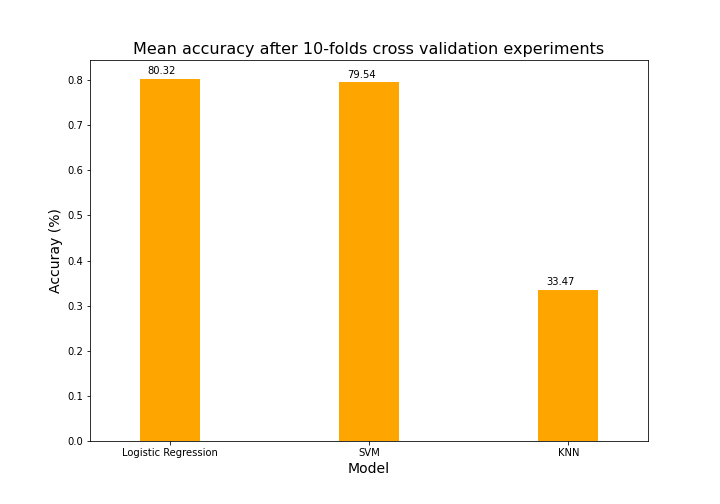 Mean accuracy after 10-folds cross validation experiments
80.32
79.54
33.47
Accuray (%)
0.8
0.7
0.6
0.5
0.4
0.3
0.2
0.1
0.0
Logistic Regression
SVM
KNN
Model